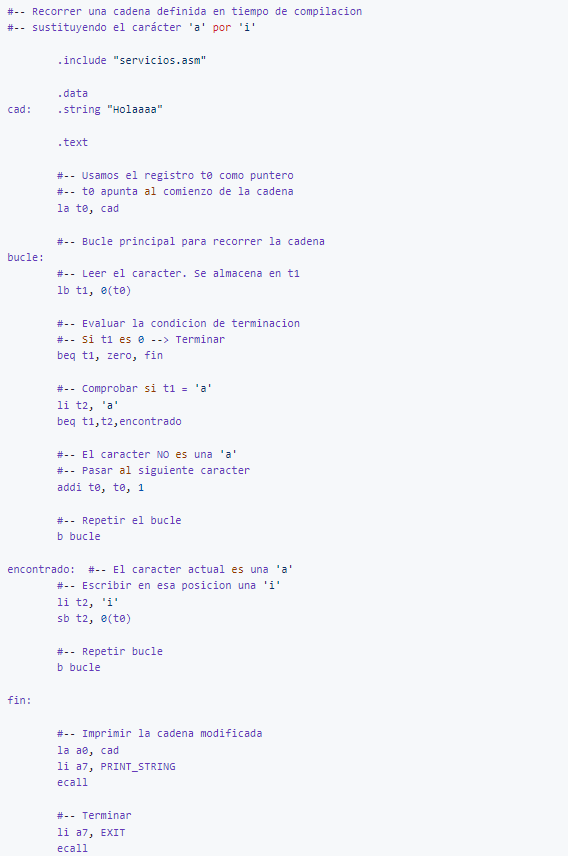 #-- Recorrer una cadena definida en tiempo de compilacion
#-- sustituyendo el carácter 'a' por 'i'
.include "servicios.asm"
.data
cad:    .string "Holaaaa"
.text
#-- Usamos el registro t0 como puntero
#-- t0 apunta al comienzo de la cadena
la t0, cad
#-- Bucle principal para recorrer la cadena
bucle:
#-- Leer el caracter. Se almacena en t1
lb t1, 0(t0)
#-- Evaluar la condicion de terminacion
#-- Si t1 es 0 --> Terminar
beq t1, zero, fin
#-- Comprobar si t1 = 'a'
li t2, 'a'
beq t1,t2,encontrado
#-- El caracter NO es una 'a'
#-- Pasar al siguiente caracter
addi t0, t0, 1
#-- Repetir el bucle
b bucle
encontrado:  #-- El caracter actual es una 'a'
#-- Escribir en esa posicion una 'i'
li t2, 'i'
sb t2, 0(t0)
#-- Repetir bucle
b bucle
fin:
#-- Imprimir la cadena modificada
la a0, cad
li a7, PRINT_STRING
ecall
#-- Terminar
li a7, EXIT
ecall